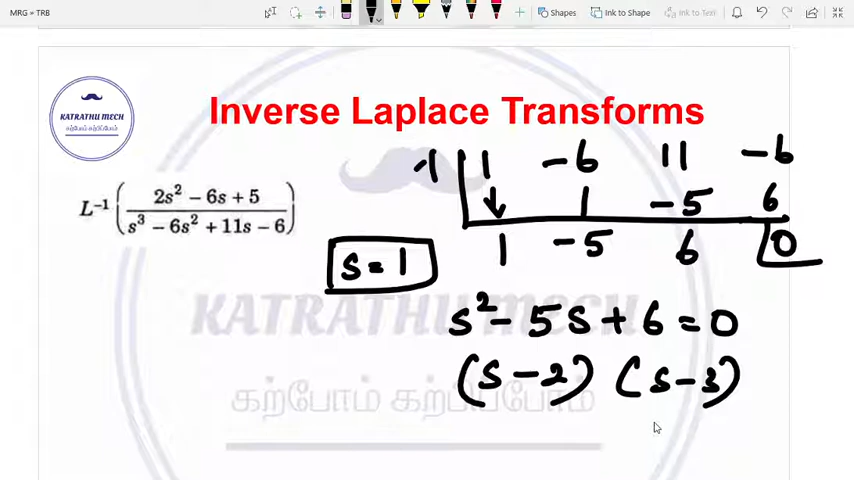 MRG » TRB
Shapes
Ink to Shape
Ink to Text
KATRATHU MECH
கற்போம் கற்பிப்போம்
Inverse Laplace Transforms
L⁻¹ ( (2s² − 6s + 5) / (s³ − 6s² + 11s − 6) )
1 | 1 −6 11 −6
1 −5 6
1 −5 6 0
s = 1
s² − 5s + 6 = 0
(s − 2) (s − 3)
KATRATHU MECH
கற்போம் கற்பிப்போம்